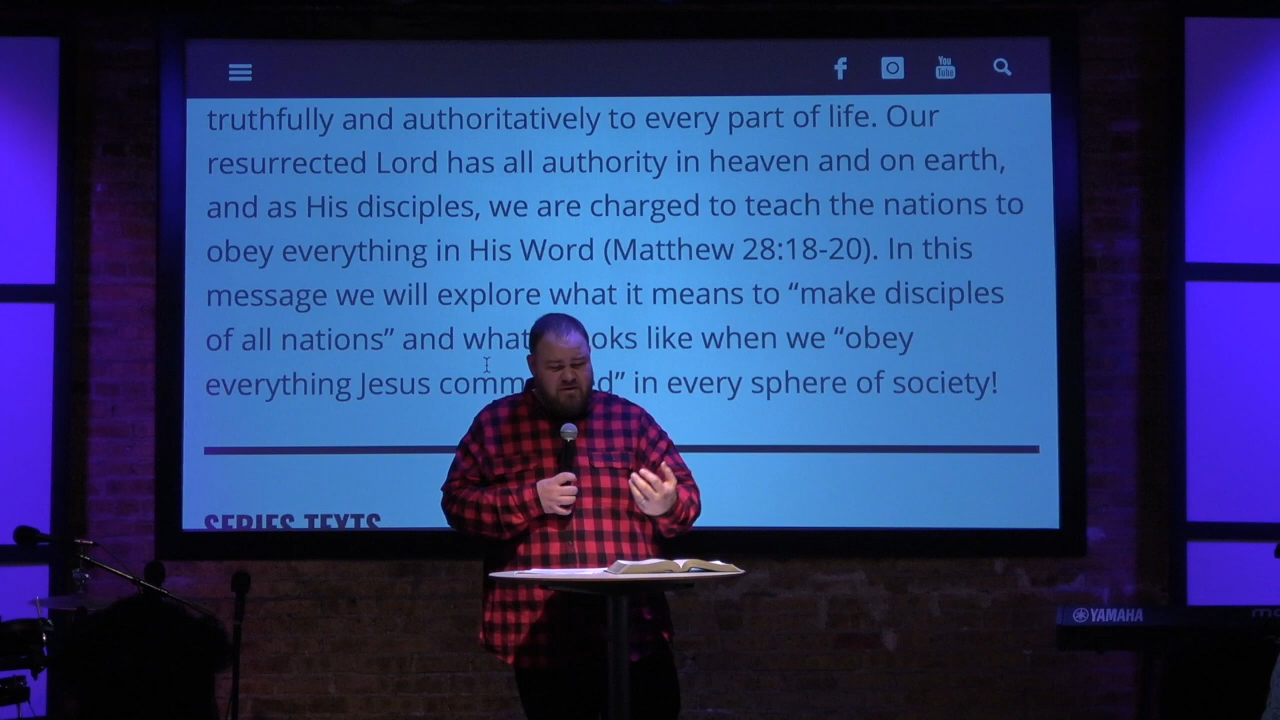 You
Tube
truthfully and authoritatively to every part of life. Our
resurrected Lord has all authority in heaven and on earth,
and as His disciples, we are charged to teach the nations to
obey everything in His Word (Matthew 28:18-20). In this
message we will explore what it means to “make disciples
of all nations” and what ooks like when we “obey
everything Jesus comm d” in every sphere of society!
SERIES TEXTS
YAMAHA